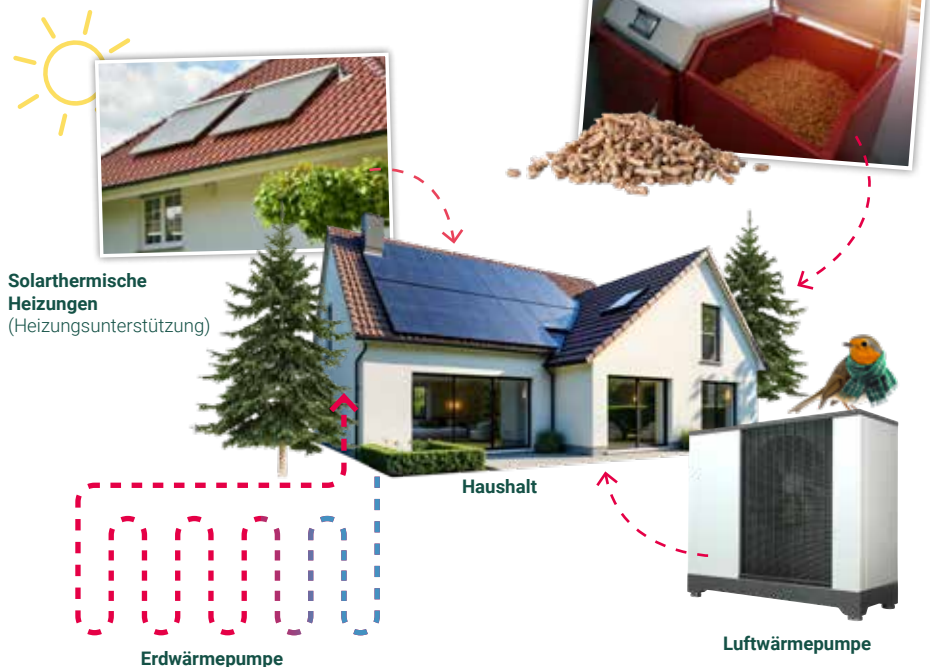 Solarthermische
Heizungen
(Heizungsunterstützung)
Haushalt
Erdwärmepumpe
Luftwärmepumpe